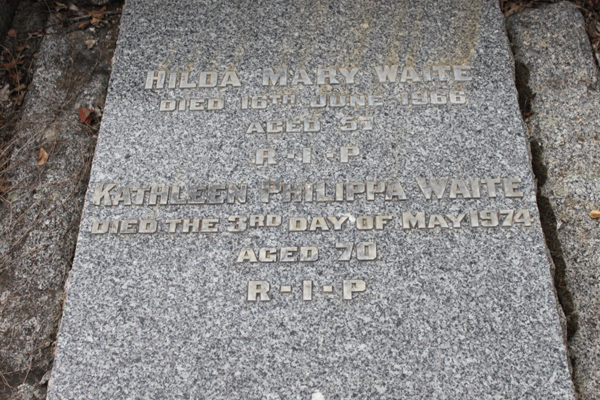 HILDA MARY WAITE
DIED 16TH JUNE 1966
AGED 57
R-I-P
KATHLEEN PHILIPPA WAITE
DIED THE 3RD DAY OF MAY 1974
AGED 70.
R-I-P